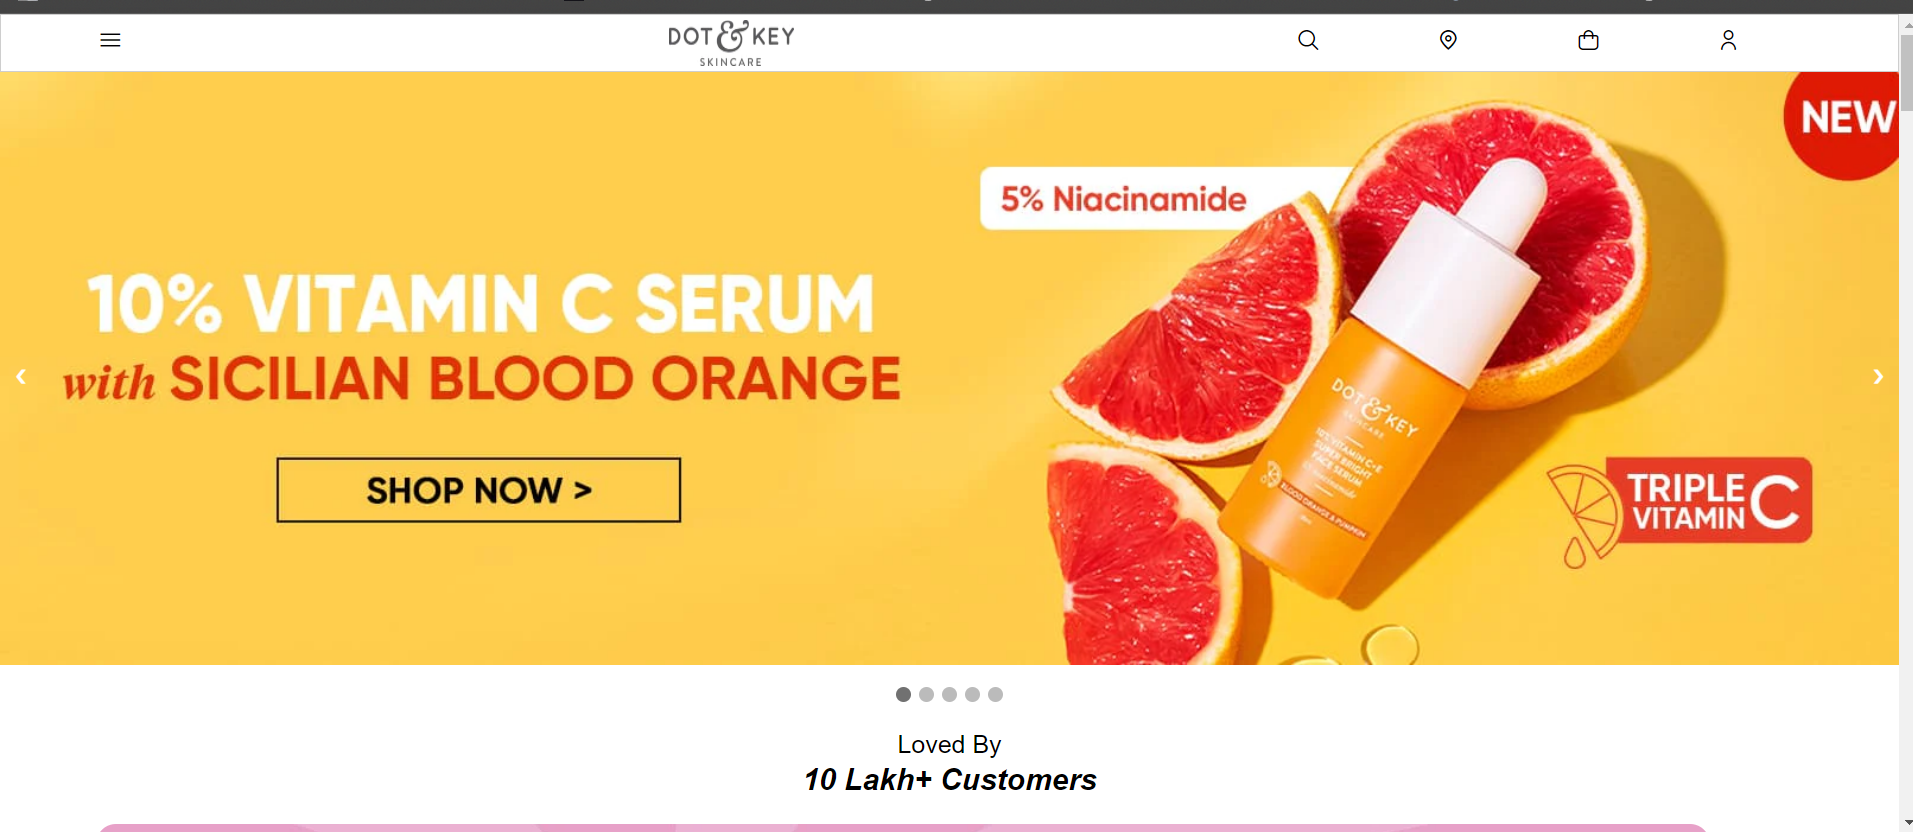 DOT & KEY
SKINCARE
NEW
5% Niacinamide
10% VITAMIN C SERUM
with SICILIAN BLOOD ORANGE
SHOP NOW >
DOT & KEY
SKINCARE
10% VITAMIN C+E
SUPER BRIGHT
FACE SERUM
BLOOD ORANGE & PUMPKIN
TRIPLE
VITAMIN C
Loved By
10 Lakh+ Customers